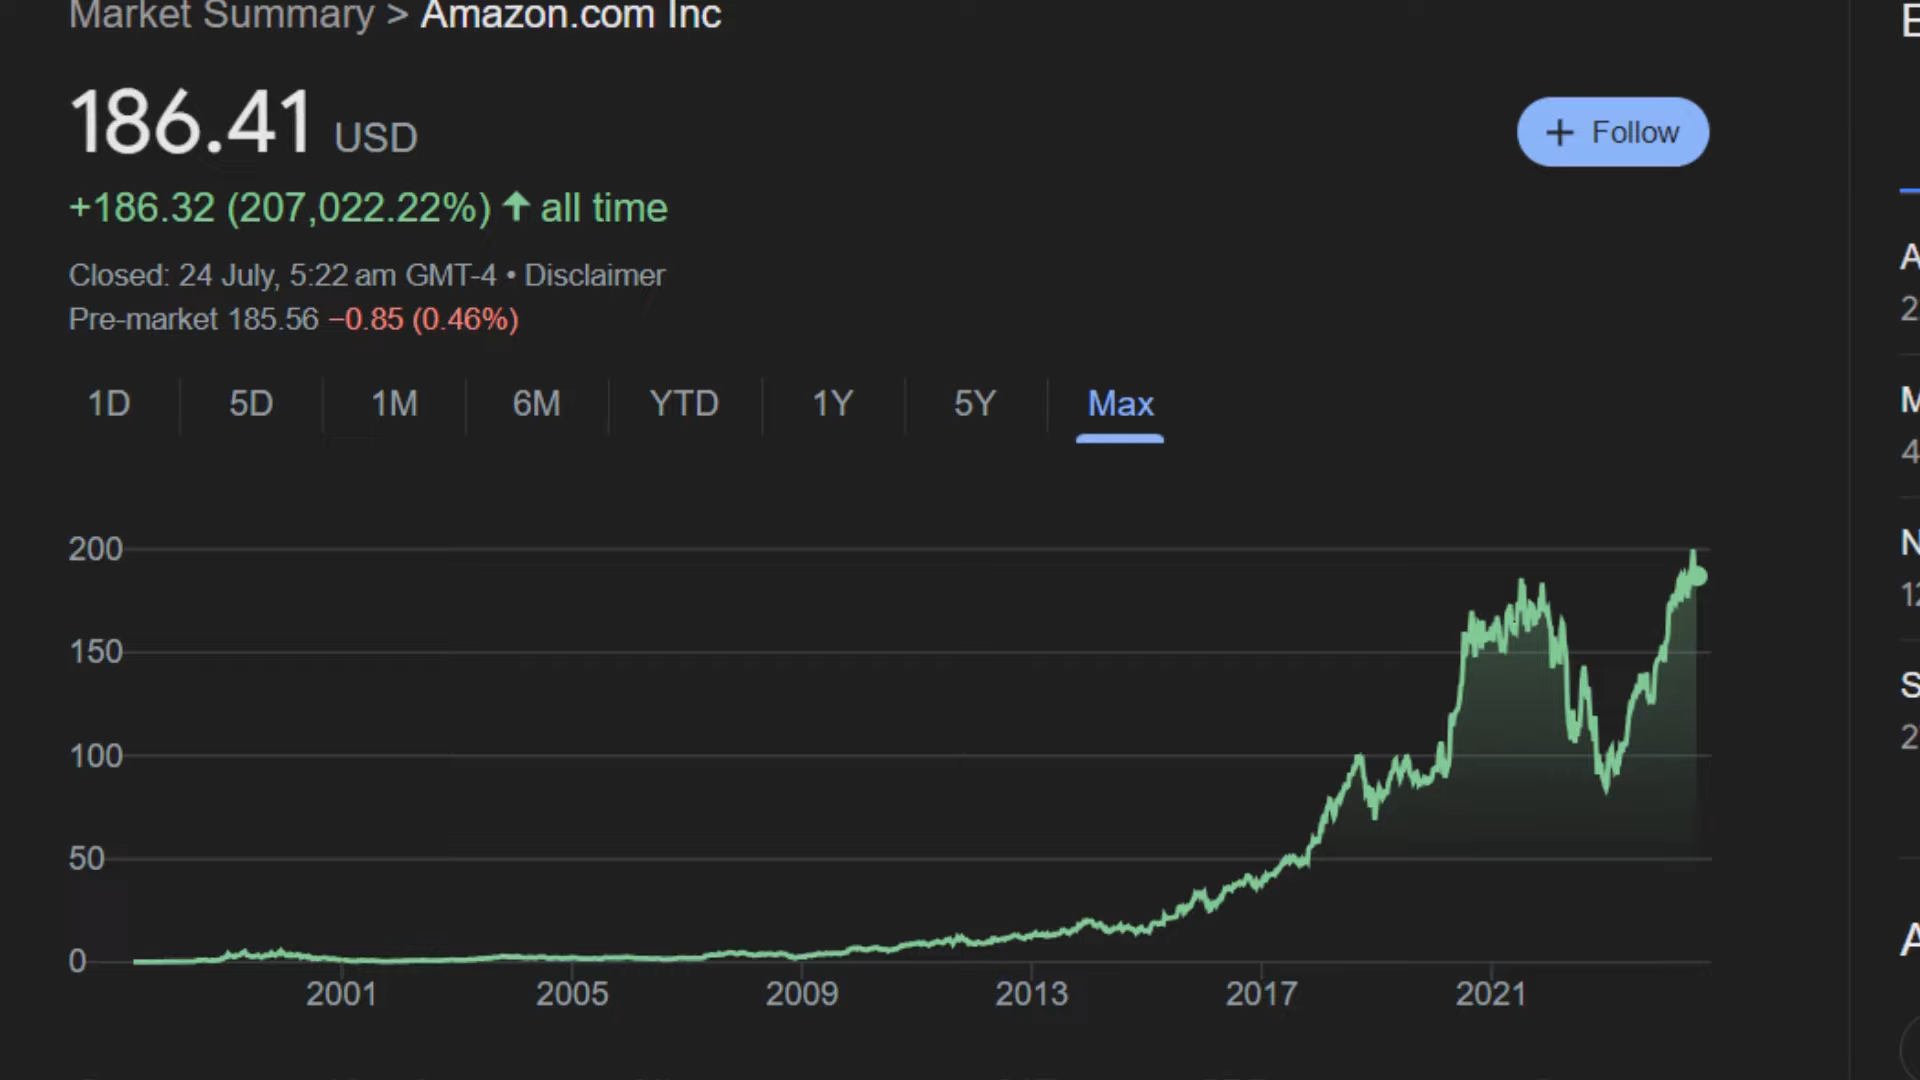 Market Summary > Amazon.com Inc
186.41 USD
+ Follow
+186.32 (207,022.22%) ↑ all time
Closed: 24 July, 5:22 am GMT-4 • Disclaimer
Pre-market 185.56 −0.85 (0.46%)
1D 5D 1M 6M YTD 1Y 5Y Max
200
150
100
50
0
2001 2005 2009 2013 2017 2021